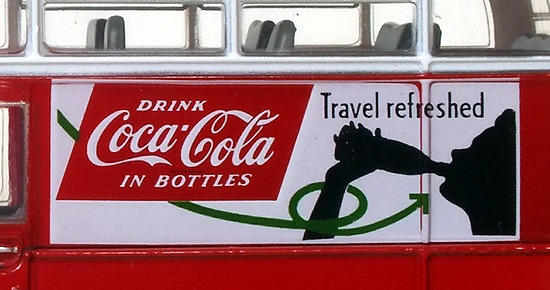 DRINK
Coca-Cola
IN BOTTLES
Travel refreshed